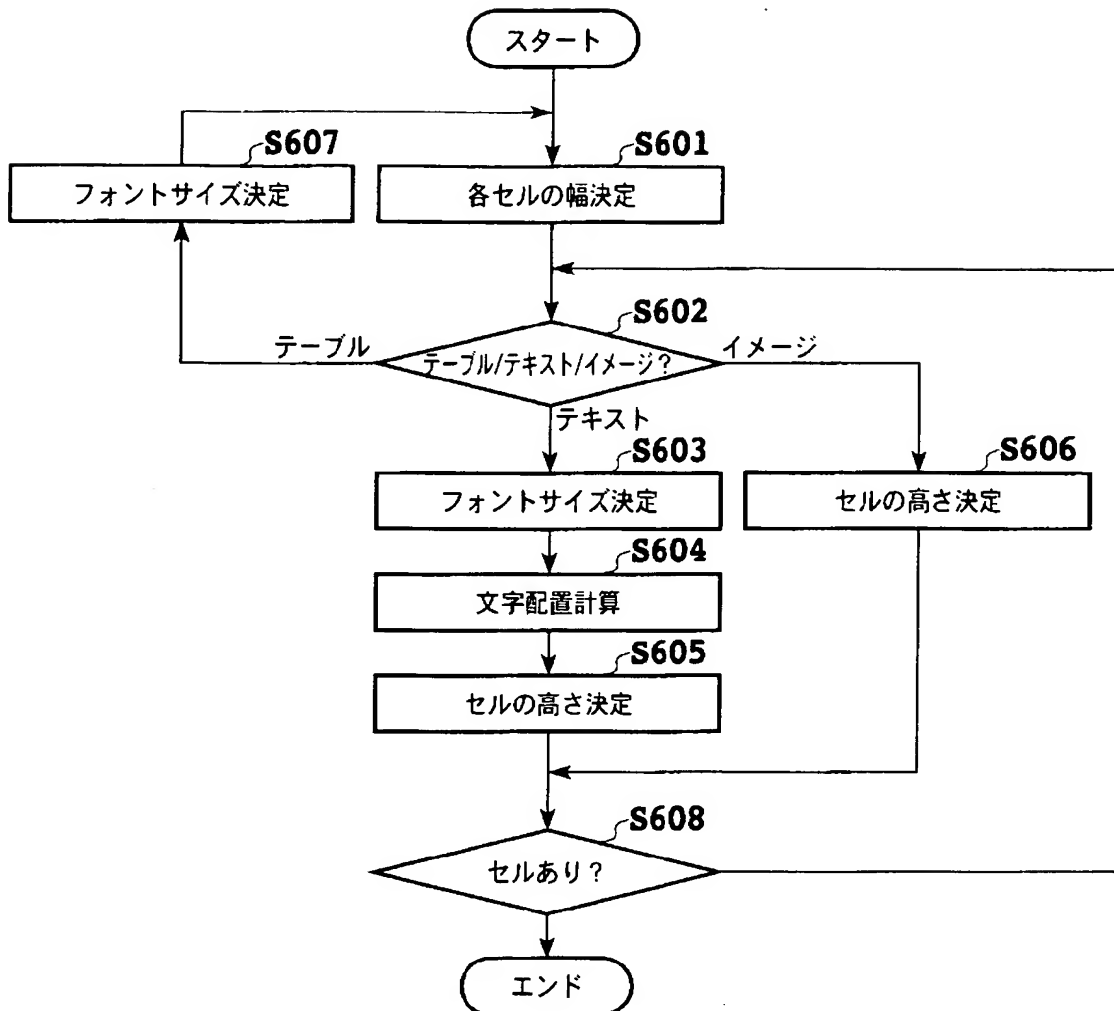 スタート
S607
フォントサイズ決定
S601
各セルの幅決定
S602
テーブル
テーブル/テキスト/イメージ?
イメージ
テキスト
S603
フォントサイズ決定
S606
セルの高さ決定
S604
文字配置計算
S605
セルの高さ決定
S608
セルあり?
エンド